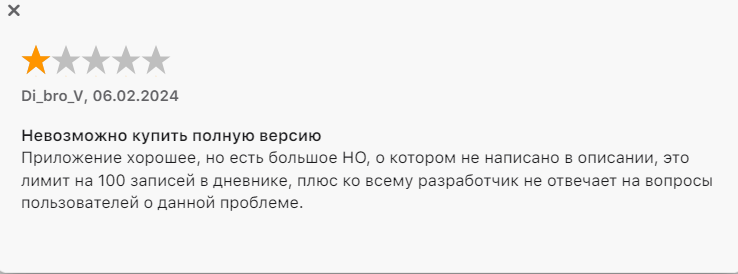 Di_bro_V, 06.02.2024
Невозможно купить полную версию
Приложение хорошее, но есть большое НО, о котором не написано в описании, это
лимит на 100 записей в дневнике, плюс ко всему разработчик не отвечает на вопросы
пользователей о данной проблеме.